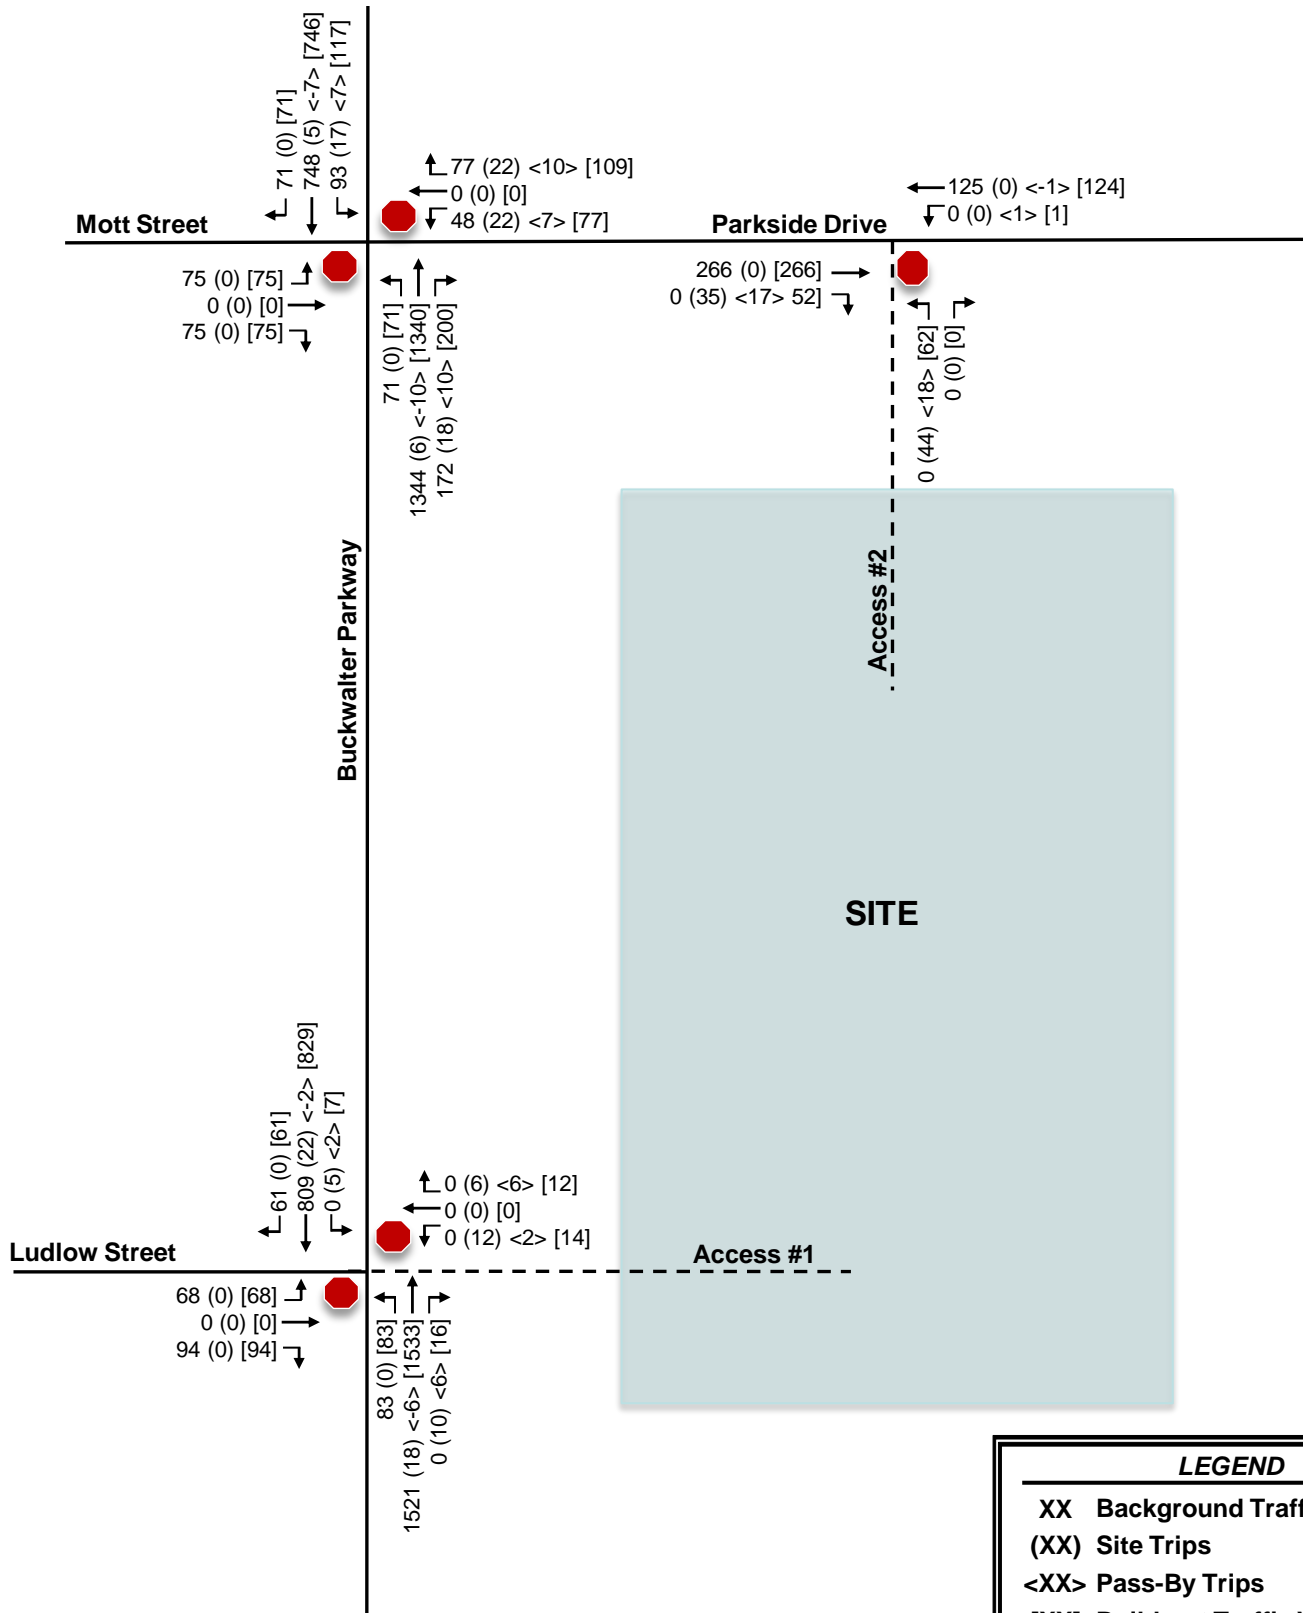 71 (0) [71]
748 (5) <-7> [746]
93 (17) <7> [117]
77 (22) <10> [109]
0 (0) [0]
48 (22) <7> [77]
125 (0) <-1> [124]
0 (0) <1> [1]
Mott Street
Parkside Drive
75 (0) [75]
0 (0) [0]
75 (0) [75]
266 (0) [266]
0 (35) <17> 52]
71 (0) [71]
1344 (6) <-10> [1340]
172 (18) <10> [200]
0 (44) <18> [62]
0 (0) [0]
Buckwalter Parkway
Access #2
SITE
61 (0) [61]
809 (22) <-2> [829]
0 (5) <2> [7]
0 (6) <6> [12]
0 (0) [0]
0 (12) <2> [14]
Ludlow Street
Access #1
68 (0) [68]
0 (0) [0]
94 (0) [94]
83 (0) [83]
1521 (18) <-6> [1533]
0 (10) <6> [16]
LEGEND
XX Background Traff
(XX) Site Trips
<XX> Pass-By Trips